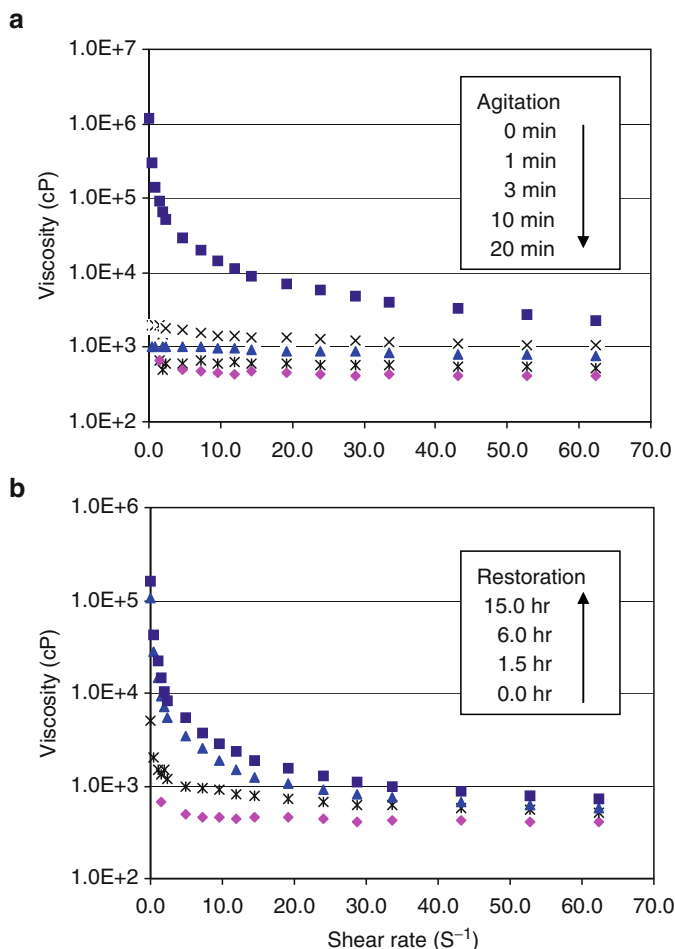 a
1.0E+7
1.0E+6
1.0E+5
1.0E+4
1.0E+3
1.0E+2
Viscosity (cP)
Agitation
0 min
1 min
3 min
10 min
20 min
0.0 10.0 20.0 30.0 40.0 50.0 60.0 70.0
b
1.0E+6
1.0E+5
1.0E+4
1.0E+3
1.0E+2
Viscosity (cP)
Restoration
15.0 hr
6.0 hr
1.5 hr
0.0 hr
0.0 10.0 20.0 30.0 40.0 50.0 60.0 70.0
Shear rate (S⁻¹)